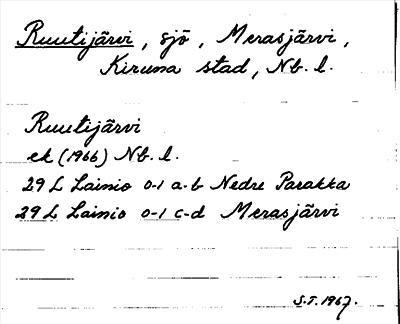 Ruutijärvi, sjö, Merasjärvi,
Kiruna stad, Nb. l.
Ruutijärvi
ek (1966) Nb. l.
29 L Lainio 0-1 a-b Nedre Parakka
29 L Lainio 0-1 c-d Merasjärvi
S.T. 1967.